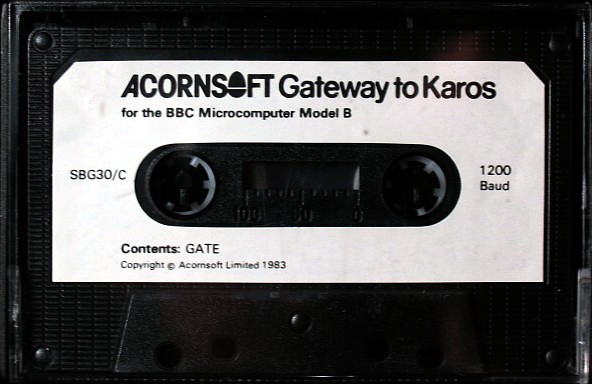 ACORNSOFT Gateway to Karos
for the BBC Microcomputer Model B
SBG30/C
1200
Baud
100 50 0
Contents: GATE
Copyright © Acornsoft Limited 1983